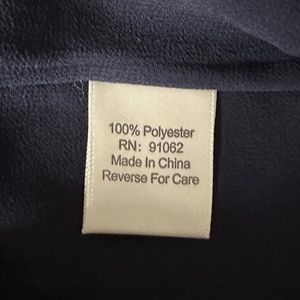 100% Polyester
RN: 91062
Made In China
Reverse For Care